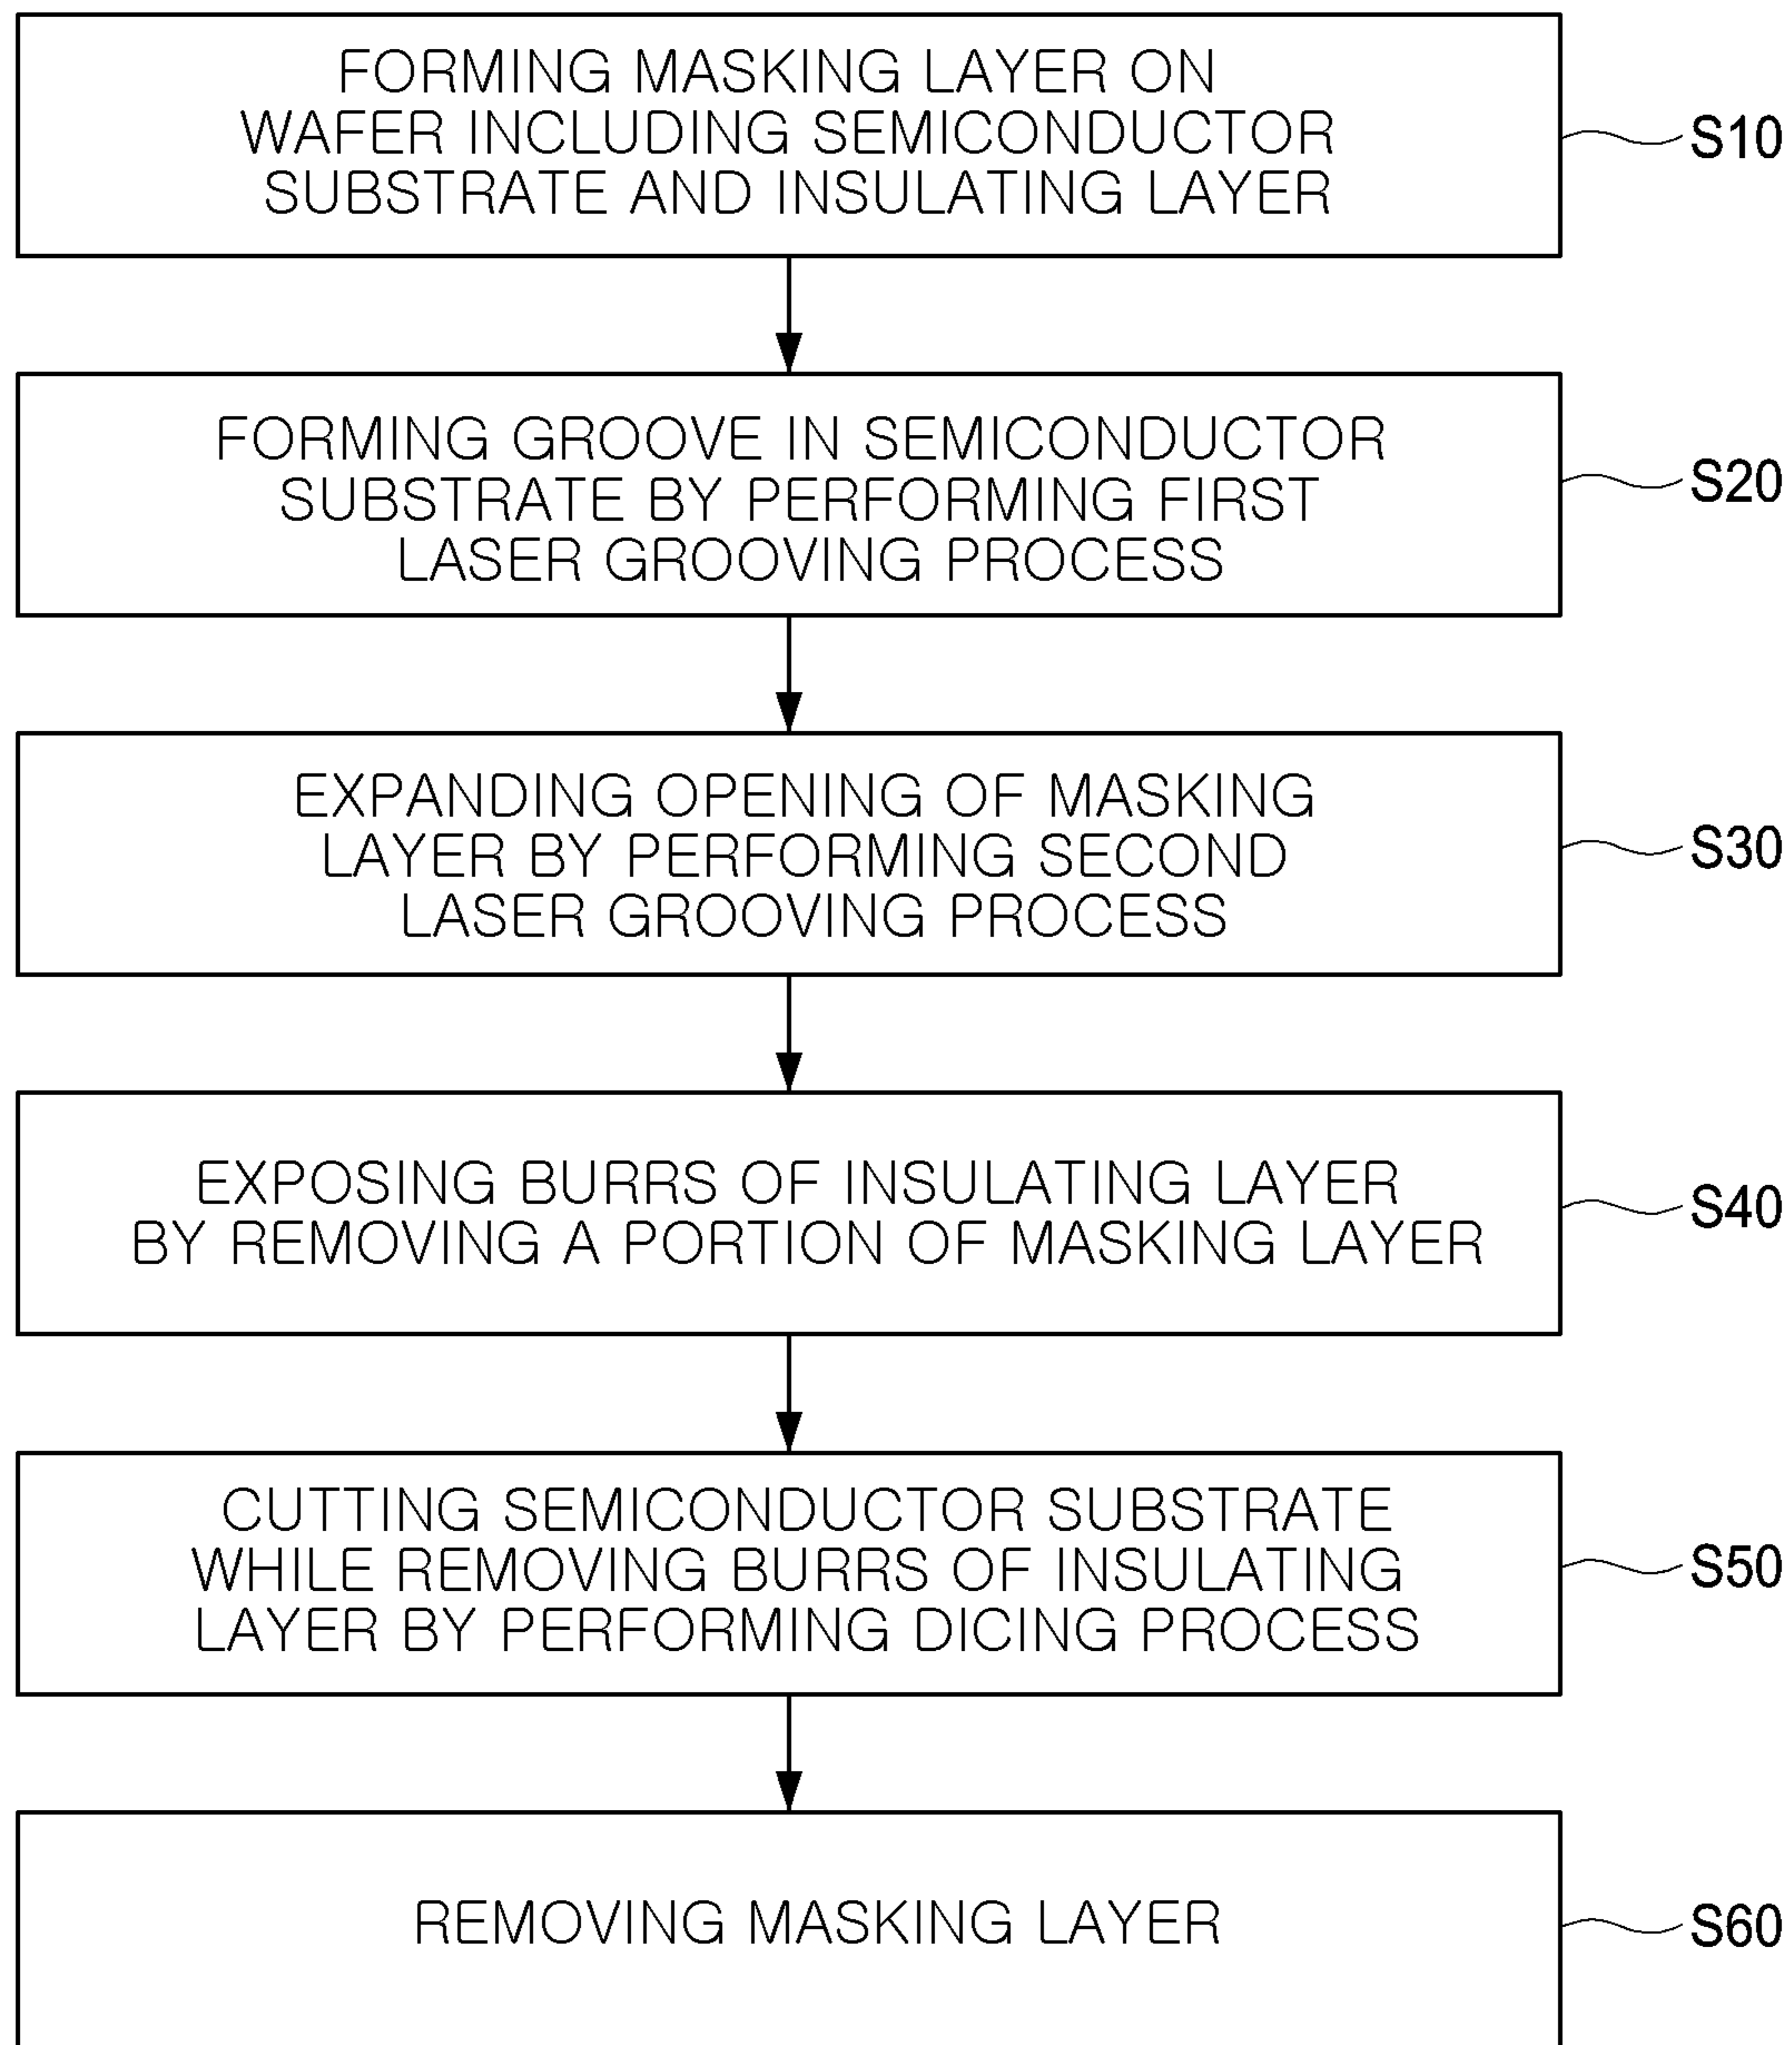 FORMING MASKING LAYER ON
WAFER INCLUDING SEMICONDUCTOR
SUBSTRATE AND INSULATING LAYER
S10
FORMING GROOVE IN SEMICONDUCTOR
SUBSTRATE BY PERFORMING FIRST
LASER GROOVING PROCESS
S20
EXPANDING OPENING OF MASKING
LAYER BY PERFORMING SECOND
LASER GROOVING PROCESS
S30
EXPOSING BURRS OF INSULATING LAYER
BY REMOVING A PORTION OF MASKING LAYER
S40
CUTTING SEMICONDUCTOR SUBSTRATE
WHILE REMOVING BURRS OF INSULATING
LAYER BY PERFORMING DICING PROCESS
S50
REMOVING MASKING LAYER
S60